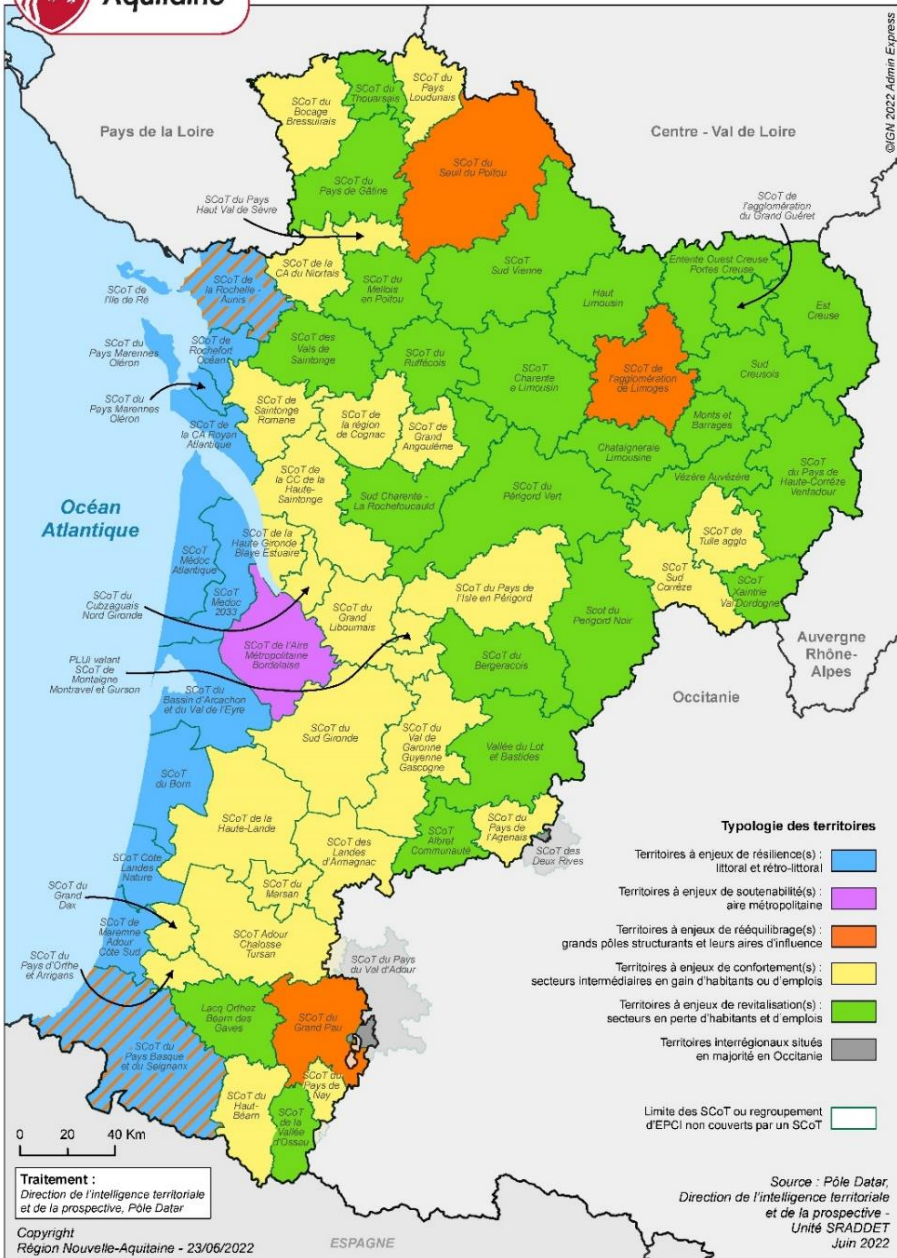 Aquitaine
©IGN 2022 Admin Express
Pays de la Loire
Centre - Val de Loire
SCoT du
Bocage
Bressuirais
SCoT du
Thouarsais
SCoT du
Pays
Loudunais
SCoT du
Seuil du Poitou
SCoT du
Pays de Gâtine
SCoT du Pays
Haut Val de Sèvre
SCoT de
l'agglomération
du Grand Guéret
SCoT de la
CA du Niortais
SCoT
Sud Vienne
SCoT du
Mellois
en Poitou
Entente Ouest Creuse
Portes Creuse
SCoT de
la Rochelle -
Aunis
SCoT de
l'Ile de Ré
Haut
Limousin
Est
Creuse
SCoT du
Pays Marennes
Oléron
SCoT de
Rochefort
Océan
SCoT des
Vals de
Saintonge
SCoT du
Ruffécois
SCoT
Charente
e Limousin
SCoT de
l'agglomération
de Limoges
Sud
Creusois
SCoT du
Pays Marennes
Oléron
SCoT de
la CA Royan
Atlantique
SCoT de
Saintonge
Romane
SCoT de
la région
de Cognac
SCoT de
Grand
Angoulême
Monts et
Barrages
Chataigneraie
Limousine
Vézère Auvézère
SCoT
du Pays de
Haute-Corrèze
Ventadour
SCoT de
la CC de la
Haute-
Saintonge
Sud Charente -
La Rochefoucauld
SCoT du
Périgord Vert
Océan
Atlantique
SCoT
Médoc
Atlantique
SCoT de la
Haute Gironde
Blaye Estuaire
SCoT de
Tulle agglo
SCoT
Sud
Corrèze
SCoT
Xaintrie
Val Dordogne
SCoT du
Cubzaguais
Nord Gironde
SCoT
Medoc
2033
SCoT du
Grand
Libournais
SCoT du Pays de
l'Isle en Périgord
Scot du
Perigord Noir
SCoT de l'Aire
Métropolitaine
Bordelaise
PLUi valant
SCoT de
Montaigne
Montravel et Gurson
SCoT du
Bergeracois
Auvergne
Rhône-
Alpes
Occitanie
SCoT du
Bassin d'Arcachon
et du Val de l'Eyre
SCoT du
Sud Gironde
SCoT du
Val de
Garonne
Guyenne
Gascogne
Vallée du Lot
et Bastides
SCoT
du Born
SCoT de la
Haute-Lande
SCoT des
Landes
d'Armagnac
SCoT
Albret
Communauté
SCoT du
Pays de
l'Agenais
SCoT des
Deux Rives
SCoT Côte
Landes
Nature
SCoT du
Grand
Dax
SCoT du
Marsan
SCoT de
Maremne
Adour
Côte Sud
SCoT Adour
Chalosse
Tursan
SCoT du Pays
du Val d'Adour
SCoT du
Pays d'Orthe
et Arrigans
Lacq Orthez
Béarn des
Gaves
SCoT du
Grand Pau
SCoT du
Pays Basque
et du Seignanx
SCoT du
Haut-
Béarn
SCoT
de la
Vallée
d'Ossau
SCoT du
Pays de
Nay
ESPAGNE
Typologie des territoires
Territoires à enjeux de résilience(s) :
littoral et rétro-littoral
Territoires à enjeux de soutenabilité(s) :
aire métropolitaine
Territoires à enjeux de rééquilibrage(s) :
grands pôles structurants et leurs aires d'influence
Territoires à enjeux de confortement(s) :
secteurs intermédiaires en gain d'habitants ou d'emplois
Territoires à enjeux de revitalisation(s) :
secteurs en perte d'habitants et d'emplois
Territoires interrégionaux situés
en majorité en Occitanie
Limite des SCoT ou regroupement
d'EPCI non couverts par un SCoT
0 20 40 Km
Traitement :
Direction de l'intelligence territoriale
et de la prospective, Pôle Datar
Copyright
Région Nouvelle-Aquitaine - 23/06/2022
Source : Pôle Datar,
Direction de l'intelligence territoriale
et de la prospective -
Unité SRADDET
Juin 2022